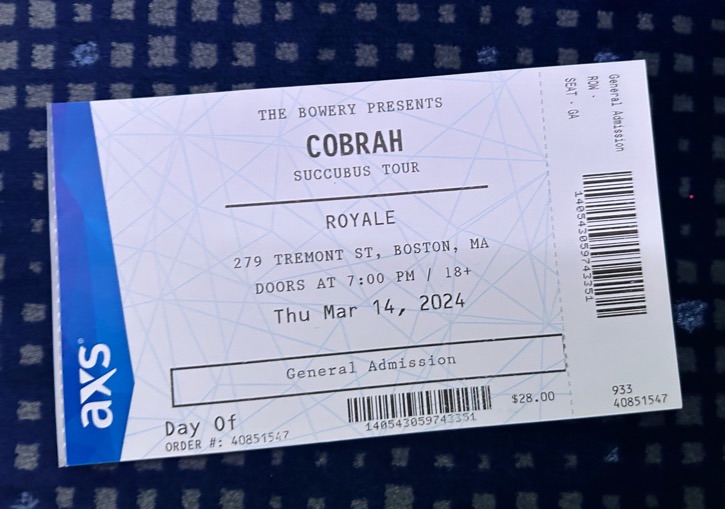 THE BOWERY PRESENTS
COBRAH
SUCCUBUS TOUR
ROYALE
279 TREMONT ST, BOSTON, MA
DOORS AT 7:00 PM / 18+
Thu Mar 14, 2024
General Admission
Day Of
ORDER #: 40851547
140543059743351
$28.00
axs®
General Admission
ROW .
SEAT . GA
140543059743351
933
40851547